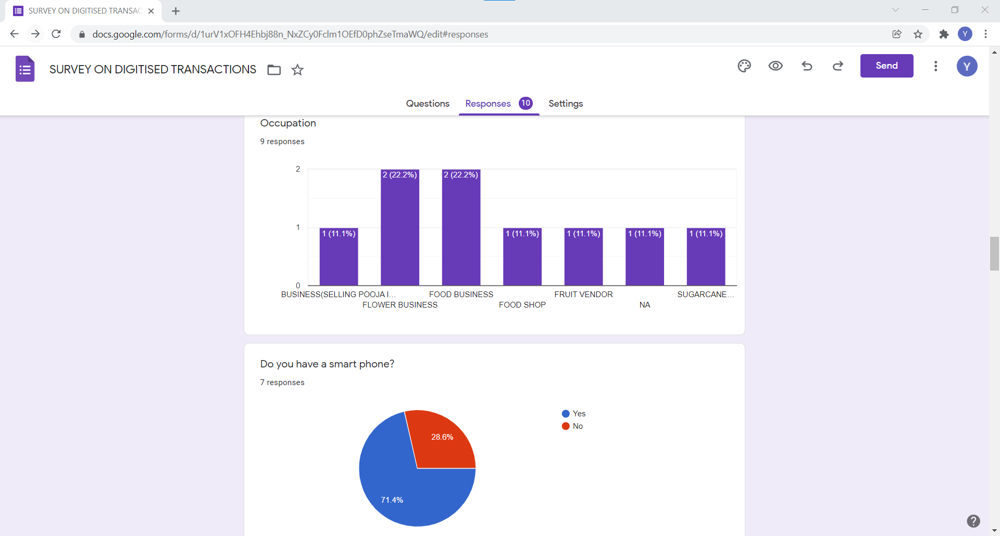 SURVEY ON DIGITISED TRANSAC
docs.google.com/forms/d/1urV1xOFH4Ehbj88n_NxZCy0Fclm1OEfD0phZseTmaWQ/edit#responses
Y
SURVEY ON DIGITISED TRANSACTIONS
Send
Y
Questions
Responses 10
Settings
Occupation
9 responses
2
1
0
1 (11.1%)
2 (22.2%)
2 (22.2%)
1 (11.1%)
1 (11.1%)
1 (11.1%)
1 (11.1%)
BUSINESS(SELLING POOJA I...
FLOWER BUSINESS
FOOD BUSINESS
FOOD SHOP
FRUIT VENDOR
NA
SUGARCANE...
Do you have a smart phone?
7 responses
28.6%
71.4%
Yes
No
?